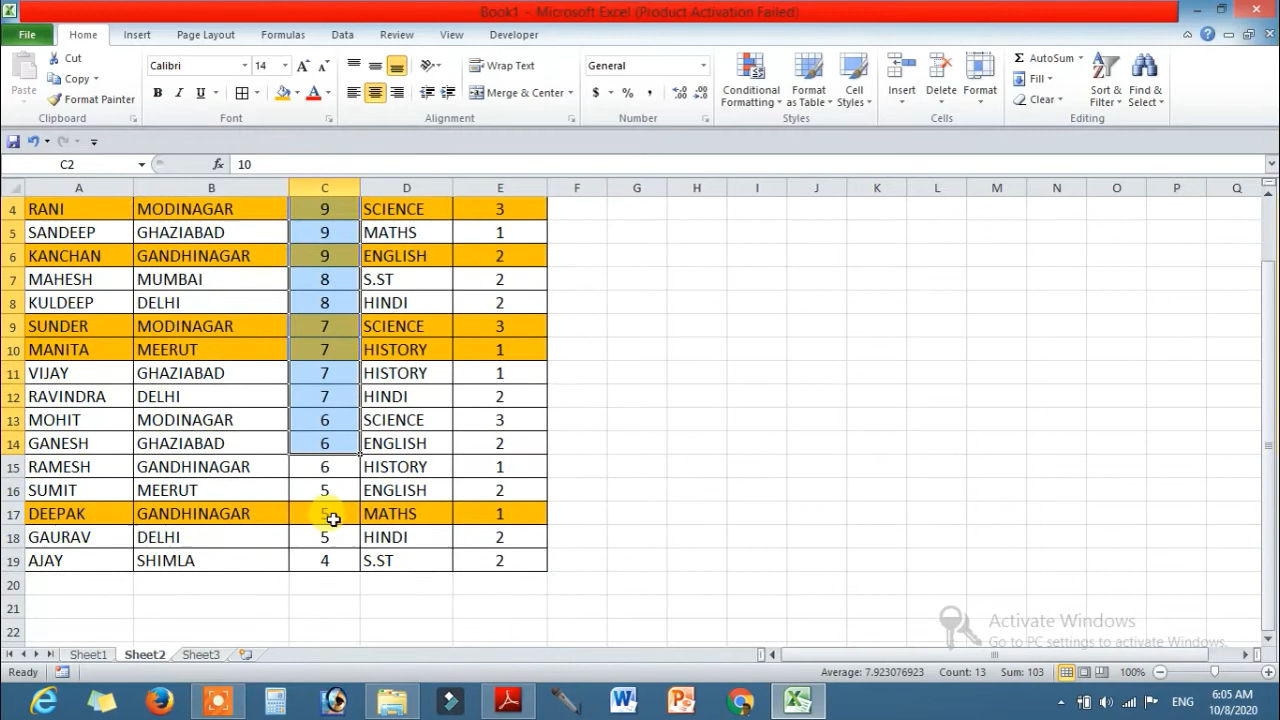 Book1 - Microsoft Excel (Product Activation Failed)
File Home Insert Page Layout Formulas Data Review View Developer
Cut
Copy
Format Painter
Paste
Clipboard
Calibri 14
B I U
Font
Wrap Text
Merge & Center
Alignment
General
$ % ,
Number
Conditional Formatting
Format as Table
Cell Styles
Styles
Insert Delete Format
Cells
Σ AutoSum
Fill
Clear
Sort & Filter
Find & Select
Editing
C2 fx 10
A B C D E F G H I J K L M N O P Q
4 RANI MODINAGAR 9 SCIENCE 3
5 SANDEEP GHAZIABAD 9 MATHS 1
6 KANCHAN GANDHINAGAR 9 ENGLISH 2
7 MAHESH MUMBAI 8 S.ST 2
8 KULDEEP DELHI 8 HINDI 2
9 SUNDER MODINAGAR 7 SCIENCE 3
10 MANITA MEERUT 7 HISTORY 1
11 VIJAY GHAZIABAD 7 HISTORY 1
12 RAVINDRA DELHI 7 HINDI 2
13 MOHIT MODINAGAR 6 SCIENCE 3
14 GANESH GHAZIABAD 6 ENGLISH 2
15 RAMESH GANDHINAGAR 6 HISTORY 1
16 SUMIT MEERUT 5 ENGLISH 2
17 DEEPAK GANDHINAGAR 5 MATHS 1
18 GAURAV DELHI 5 HINDI 2
19 AJAY SHIMLA 4 S.ST 2
20
21
22
Activate Windows
Go to PC settings to activate Windows.
Sheet1 Sheet2 Sheet3
Ready Average: 7.923076923 Count: 13 Sum: 103 100%
ENG 6:05 AM
10/8/2020